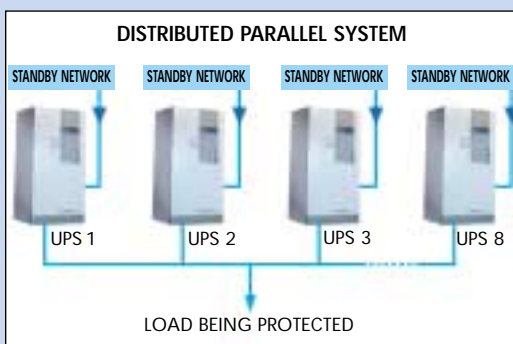 DISTRIBUTED PARALLEL SYSTEM
STANDBY NETWORK STANDBY NETWORK STANDBY NETWORK STANDBY NETWORK
UPS 1 UPS 2 UPS 3 UPS 8
LOAD BEING PROTECTED